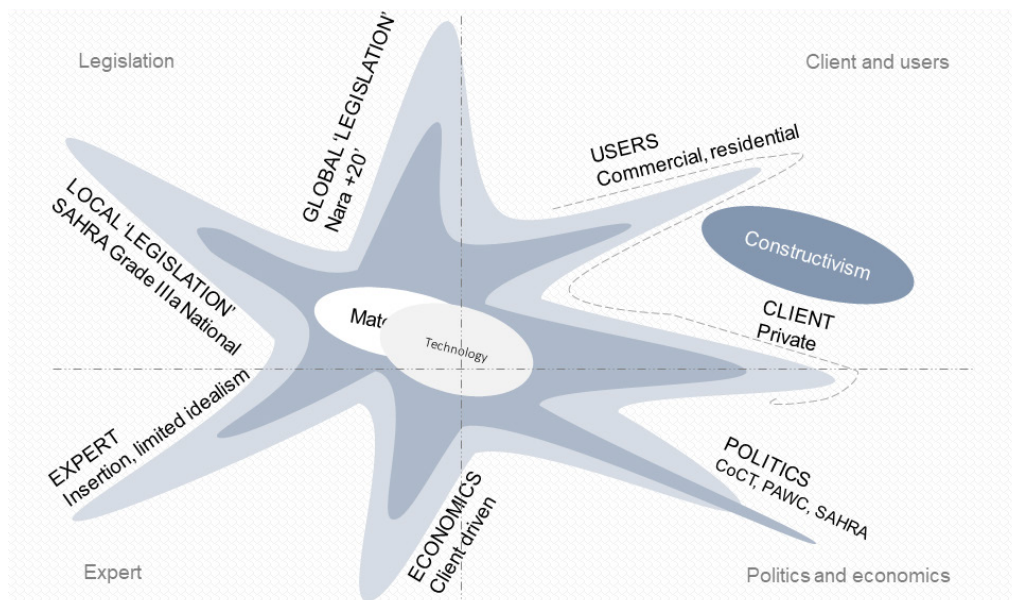 Legislation
Client and users
GLOBAL ‘LEGISLATION’
Nara +20’
USERS
Commercial, residential
LOCAL ‘LEGISLATION’
SAHRA Grade IIIa National
Constructivism
CLIENT
Private
Technology
EXPERT
Insertion, limited idealism
POLITICS
CoCT, PAWC, SAHRA
ECONOMICS
Client driven
Expert
Politics and economics